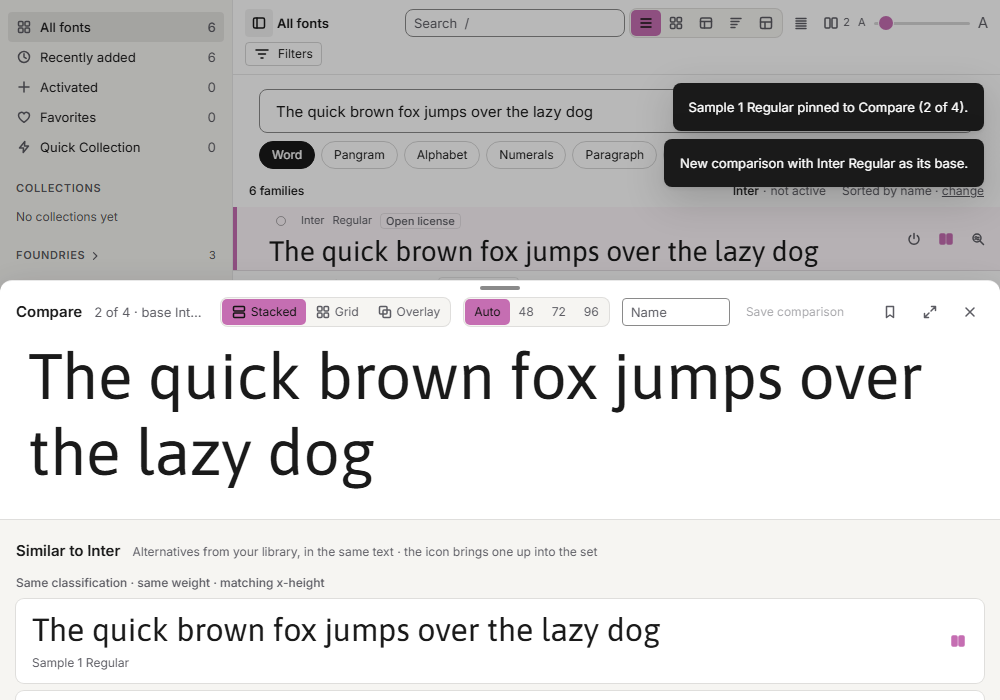 All fonts 6
Recently added 6
Activated 0
Favorites 0
Quick Collection 0
COLLECTIONS
No collections yet
FOUNDRIES 3
All fonts
Search /
2 A A
Filters
The quick brown fox jumps over the lazy dog
Sample 1 Regular pinned to Compare (2 of 4).
Word Pangram Alphabet Numerals Paragraph
New comparison with Inter Regular as its base.
6 families
Inter · not active Sorted by name · change
Inter Regular Open license
The quick brown fox jumps over the lazy dog
Compare 2 of 4 · base Int… Stacked Grid Overlay Auto 48 72 96 Name Save comparison
The quick brown fox jumps over
the lazy dog
Similar to Inter Alternatives from your library, in the same text · the icon brings one up into the set
Same classification · same weight · matching x-height
The quick brown fox jumps over the lazy dog
Sample 1 Regular